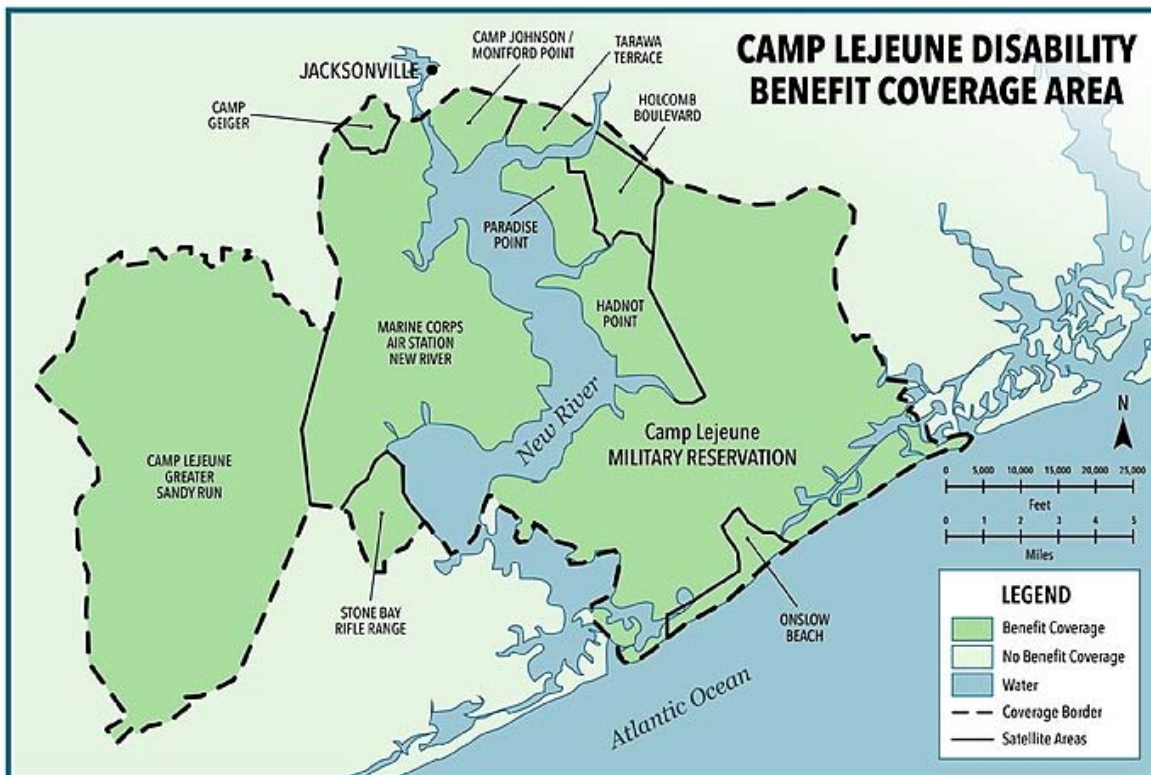 CAMP LEJEUNE DISABILITY
BENEFIT COVERAGE AREA
JACKSONVILLE
CAMP JOHNSON /
MONTFORD POINT
TARAWA
TERRACE
CAMP
GEIGER
HOLCOMB
BOULEVARD
PARADISE
POINT
HADNOT
POINT
MARINE CORPS
AIR STATION
NEW RIVER
New River
Camp Lejeune
MILITARY RESERVATION
CAMP LEJEUNE
GREATER
SANDY RUN
STONE BAY
RIFLE RANGE
ONSLOW
BEACH
Atlantic Ocean
N
0 5,000 10,000 15,000 20,000 25,000
Feet
0 1 2 3 4 5
Miles
LEGEND
Benefit Coverage
No Benefit Coverage
Water
Coverage Border
Satellite Areas